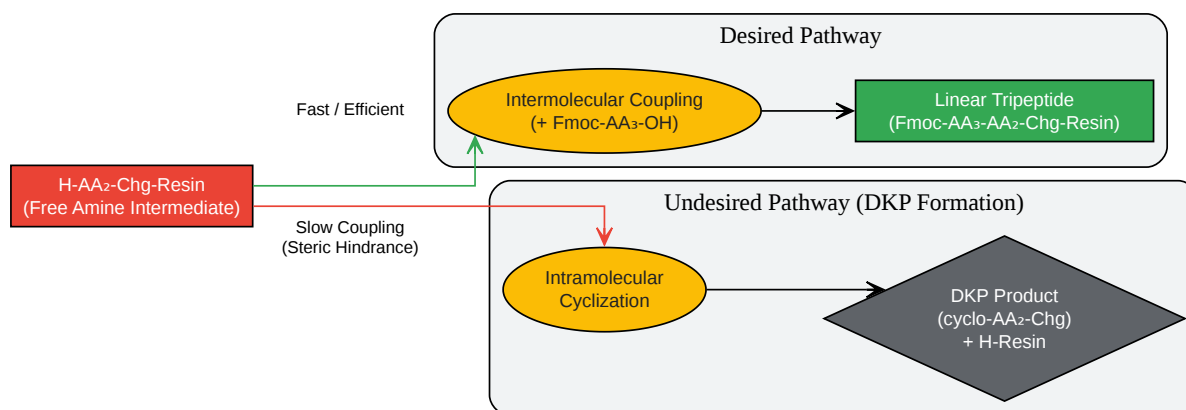 Desired Pathway
Fast / Efficient
Intermolecular Coupling
(+ Fmoc-AA₃-OH)
Linear Tripeptide
(Fmoc-AA₃-AA₂-Chg-Resin)
H-AA₂-Chg-Resin
(Free Amine Intermediate)
Undesired Pathway (DKP Formation)
Slow Coupling
(Steric Hindrance)
Intramolecular
Cyclization
DKP Product
(cyclo-AA₂-Chg)
+ H-Resin